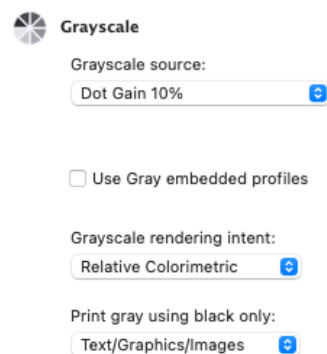 Grayscale
Grayscale source:
Dot Gain 10%
Use Gray embedded profiles
Grayscale rendering intent:
Relative Colorimetric
Print gray using black only:
Text/Graphics/Images